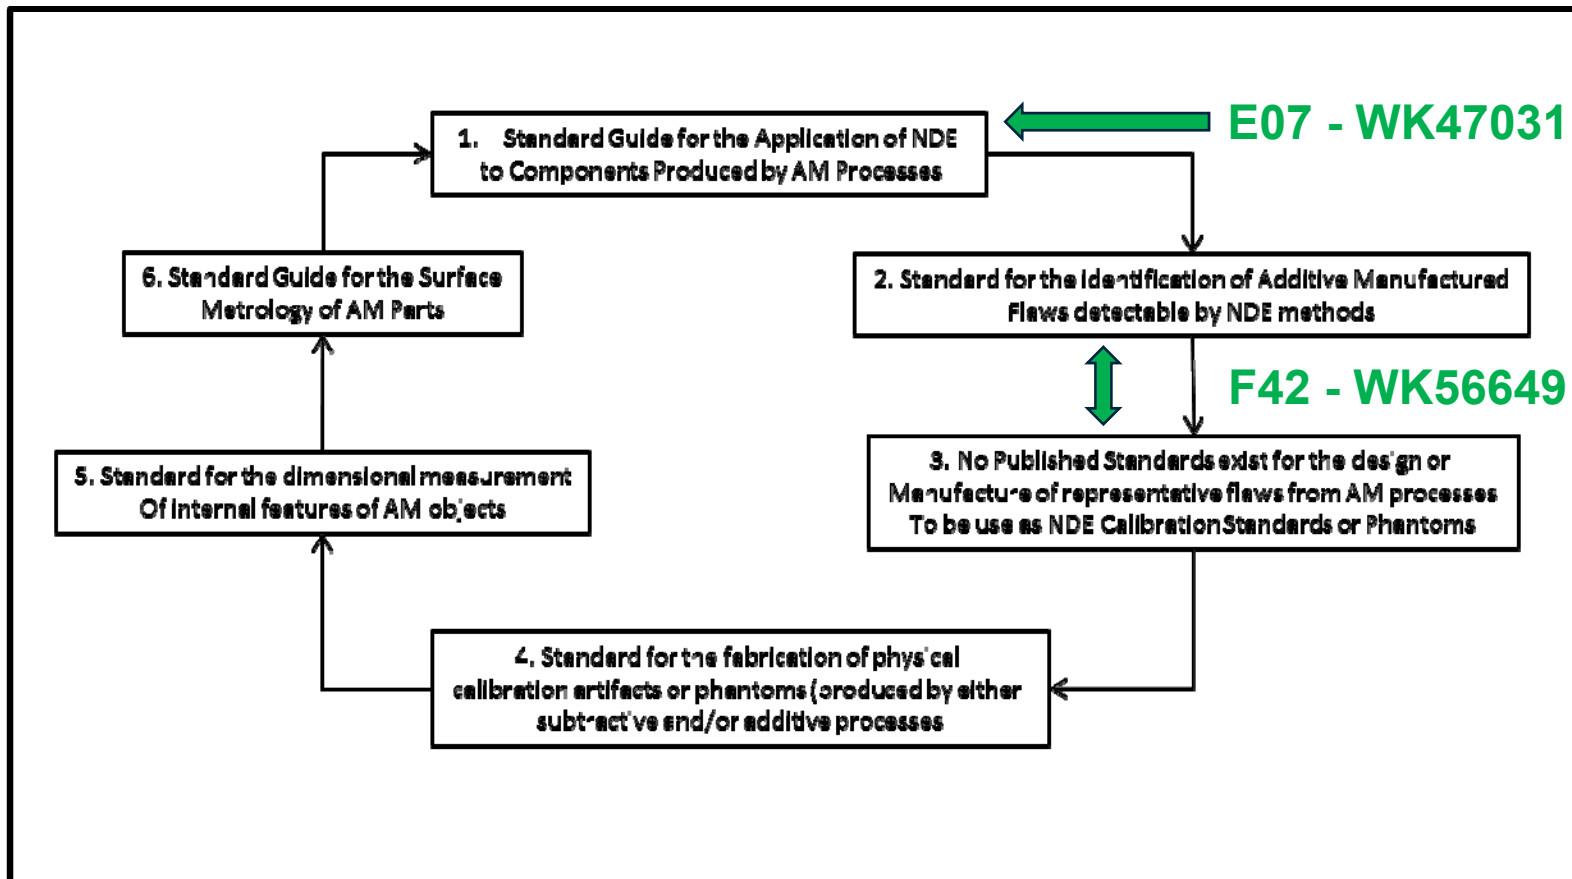 1. Standard Guide for the Application of NDE
to Components Produced by AM Processes
E07 - WK47031
6. Standard Guide for the Surface
Metrology of AM Parts
2. Standard for the identification of Additive Manufactured
Flaws detectable by NDE methods
F42 - WK56649
5. Standard for the dimensional measurement
Of internal features of AM objects
3. No Published Standards exist for the design or
Manufacture of representative flaws from AM processes
To be use as NDE Calibration Standards or Phantoms
4. Standard for the fabrication of physical
calibration artifacts or phantoms (produced by either
subtractive and/or additive processes